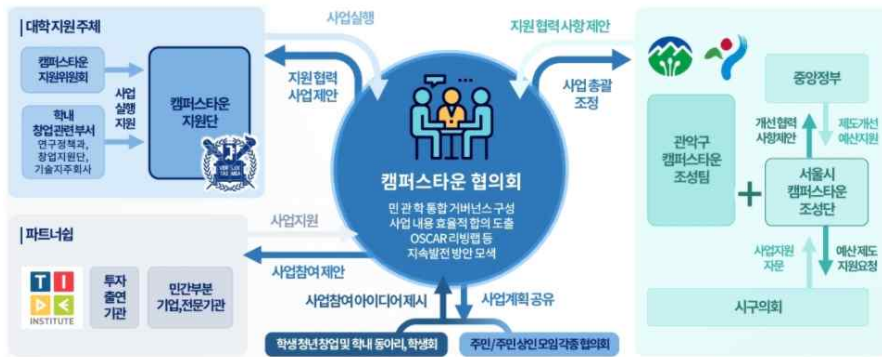 대학 지원 주체
캠퍼스타운
지원위원회
학내
창업관련부서
연구정책과,
창업지원단,
기술지주회사
사업
실행
지원
캠퍼스타운
지원단
사업실행
지원 협력
사업 제안
파트너쉽
TI
DE
INSTITUTE
투자
출연
기관
민간부분
기업,전문기관
사업지원
사업참여 제안
캠퍼스타운 협의회
민 관 학 통합 거버넌스 구성
사업 내용 효율적 합의 도출
OSCAR 리빙랩 등
지속발전 방안 모색
사업참여 아이디어 제시
사업계획 공유
학생 청년 창업 및 학내 동아리, 학생회
주민/주민 상인 모임 각종 협의회
지원 협력 사항 제안
사업 총괄
조정
관악구
캠퍼스타운
조성팀
중앙정부
개선 협력
사항제안
제도개선
예산지원
서울시
캠퍼스타운
조성단
사업지원
자문
예산 제도
지원요청
시구의회